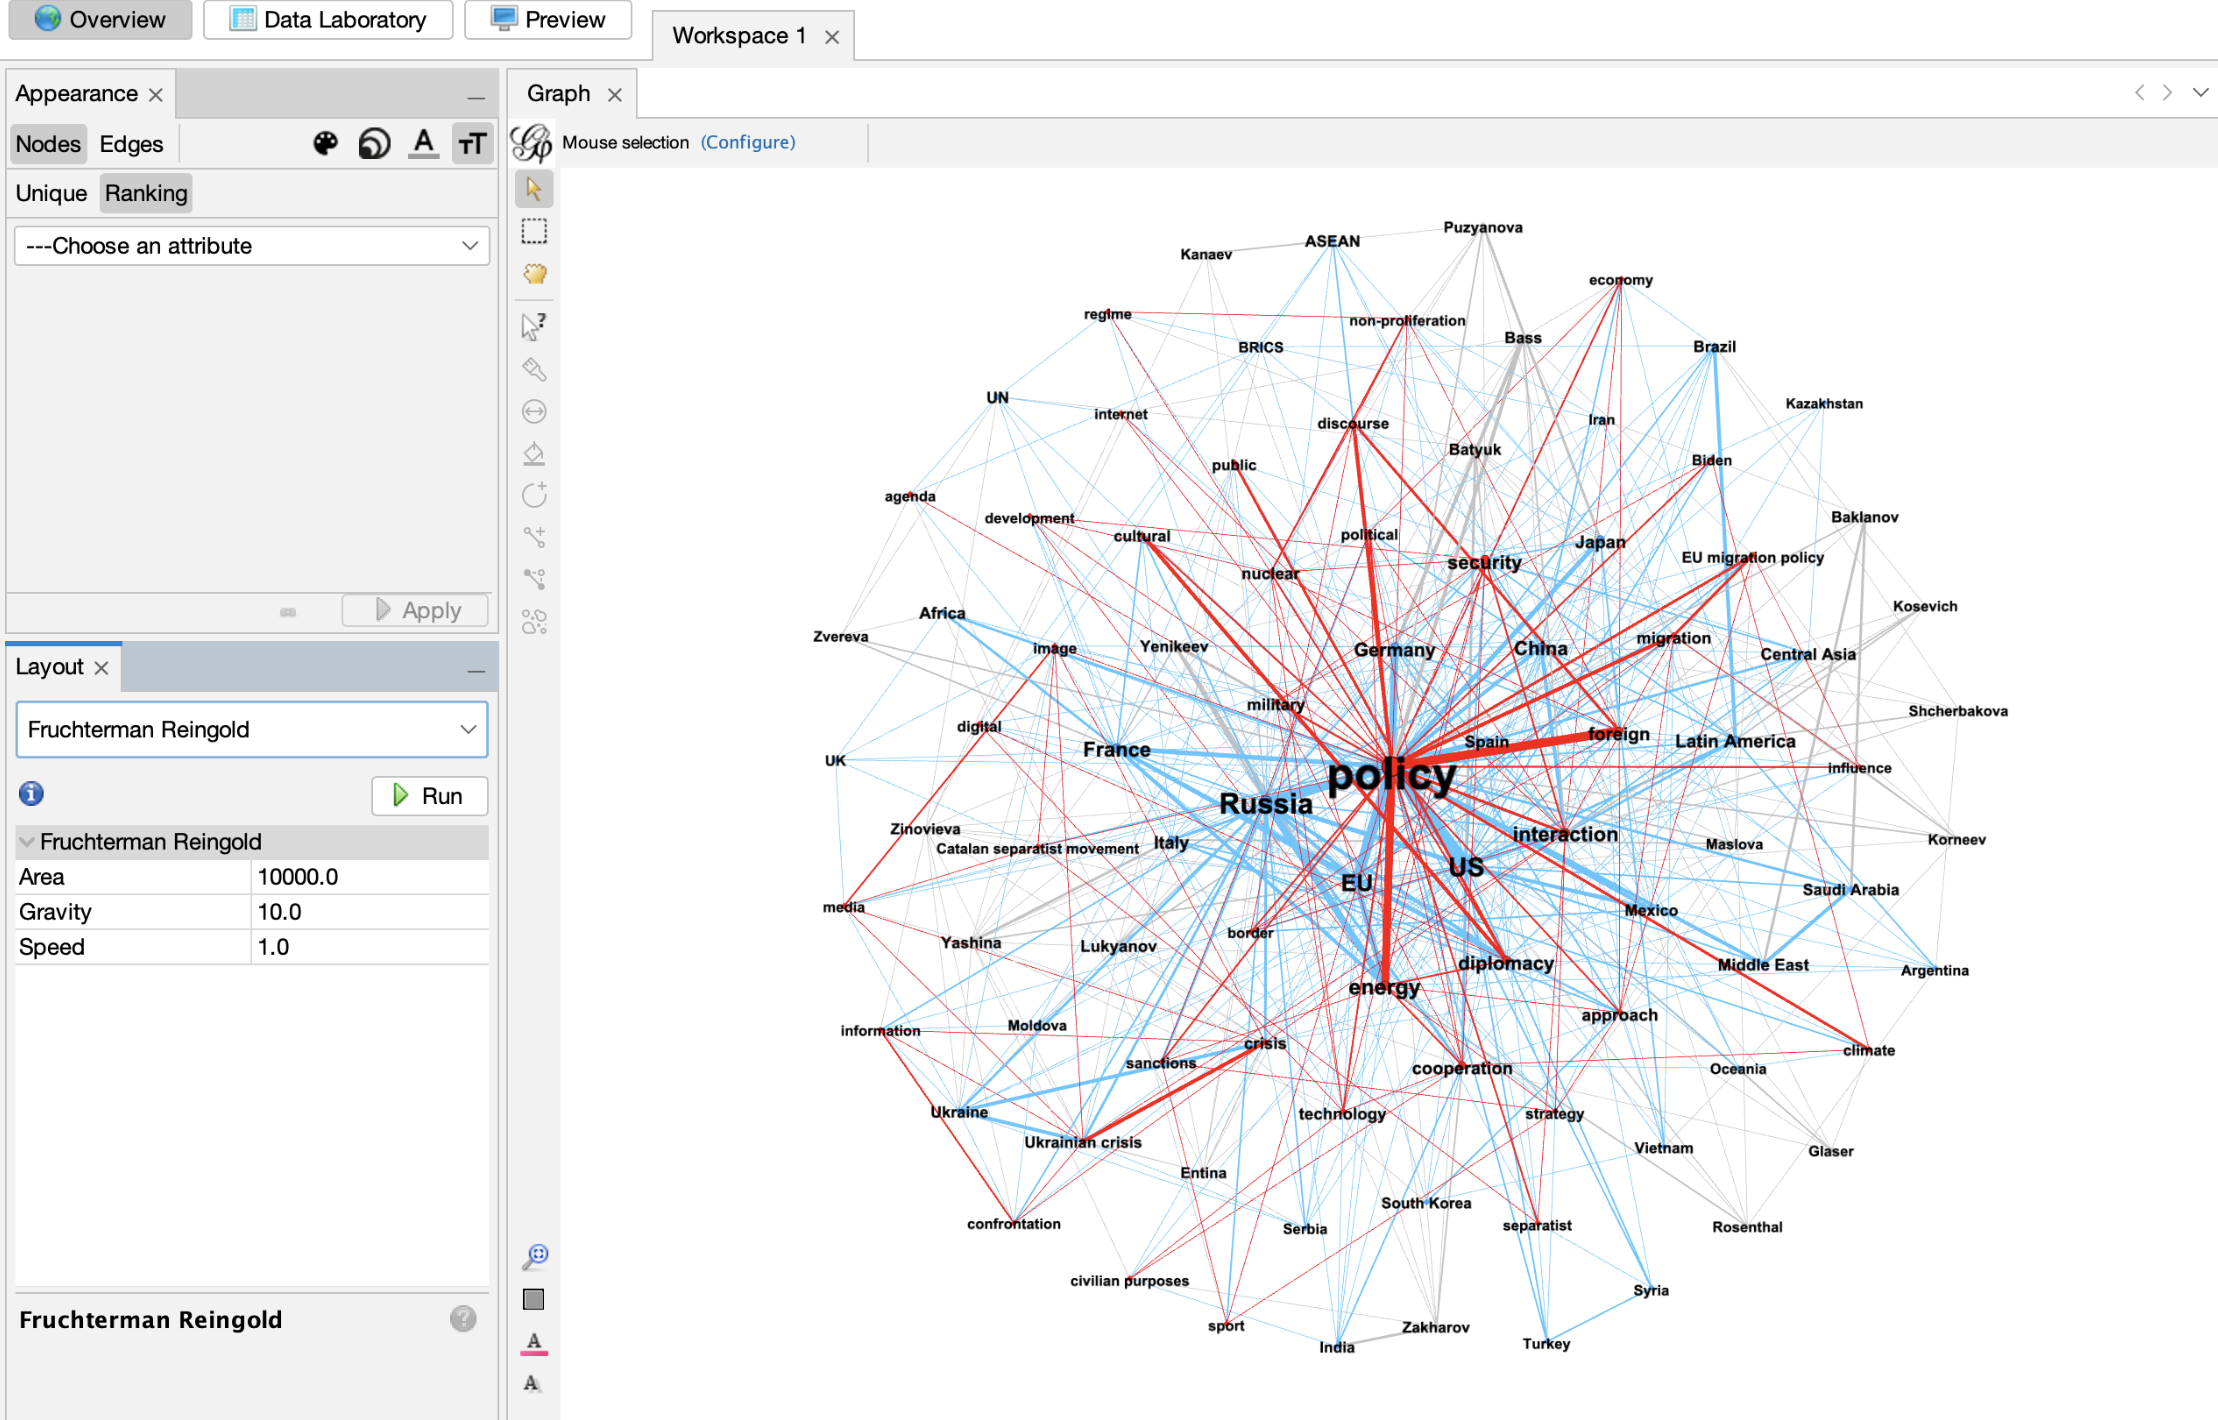 Overview
Data Laboratory
Preview
Workspace 1
Appearance
Nodes Edges
Unique Ranking
---Choose an attribute
Apply
Layout
Fruchterman Reingold
Run
Fruchterman Reingold
Area 10000.0
Gravity 10.0
Speed 1.0
Fruchterman Reingold
Graph
Mouse selection (Configure)
Puzyanova
ASEAN
Kanaev
economy
regime
non-proliferation
Bass
BRICS
Brazil
UN
Kazakhstan
internet
Iran
discourse
Batyuk
public
Biden
agenda
development
Baklanov
cultural
political
Japan
EU migration policy
security
nuclear
Kosevich
Africa
Zvereva
migration
image
Yenikeev
Germany
China
Central Asia
military
Shcherbakova
digital
foreign
Spain
Latin America
France
UK
influence
policy
Russia
Zinovieva
interaction
Korneev
Italy
Maslova
Catalan separatist movement
US
EU
Saudi Arabia
media
Mexico
border
Yashina
Lukyanov
diplomacy
Middle East
Argentina
energy
approach
Moldova
information
crisis
climate
sanctions
cooperation
Oceania
Ukraine
technology
strategy
Ukrainian crisis
Vietnam
Glaser
Entina
South Korea
confrontation
Serbia
separatist
Rosenthal
civilian purposes
Syria
sport
Zakharov
India
Turkey